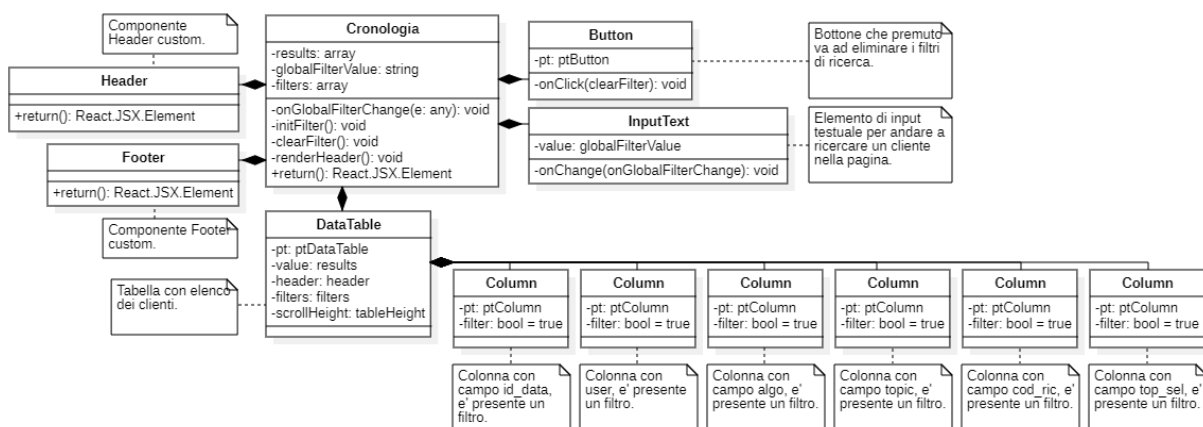 Componente
Header custom.
Header
+return(): React.JSX.Element
Footer
+return(): React.JSX.Element
Componente Footer
custom.
Cronologia
-results: array
-globalFilterValue: string
-filters: array
-onGlobalFilterChange(e: any): void
-initFilter(): void
-clearFilter(): void
-renderHeader(): void
+return(): React.JSX.Element
Button
-pt: ptButton
-onClick(clearFilter): void
Bottone che premuto
va ad eliminare i filtri
di ricerca.
InputText
-value: globalFilterValue
-onChange(onGlobalFilterChange): void
Elemento di input
testuale per andare a
ricercare un cliente
nella pagina.
DataTable
-pt: ptDataTable
-value: results
-header: header
-filters: filters
-scrollHeight: tableHeight
Tabella con elenco
dei clienti.
Column
-pt: ptColumn
-filter: bool = true
Colonna con
campo id_data,
e' presente un
filtro.
Column
-pt: ptColumn
-filter: bool = true
Colonna con
user, e' presente
un filtro.
Column
-pt: ptColumn
-filter: bool = true
Colonna con
campo algo, e'
presente un filtro.
Column
-pt: ptColumn
-filter: bool = true
Colonna con
campo topic, e'
presente un filtro.
Column
-pt: ptColumn
-filter: bool = true
Colonna con
campo cod_ric, e'
presente un filtro.
Column
-pt: ptColumn
-filter: bool = true
Colonna con
campo top_sel, e'
presente un filtro.